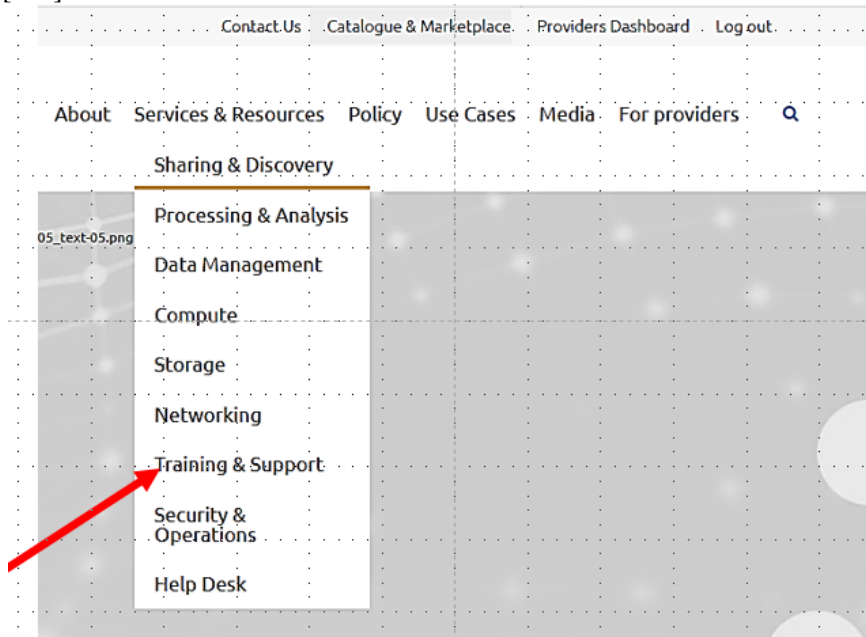 Contact Us Catalogue & Marketplace Providers Dashboard Log out
About Services & Resources Policy Use Cases Media For providers
Sharing & Discovery
Processing & Analysis
05_text-05.png
Data Management
Compute
Storage
Networking
Training & Support
Security &
Operations
Help Desk